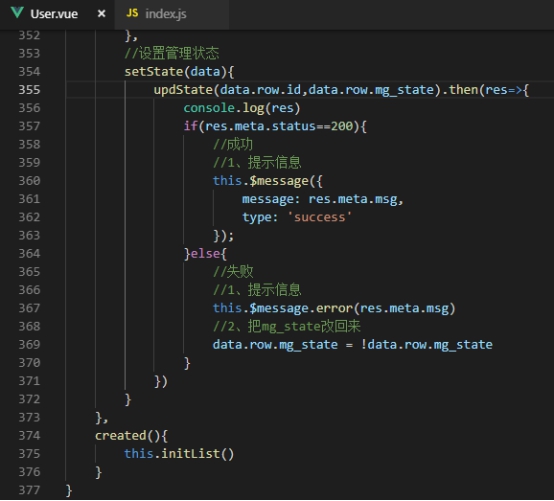 User.vue × JS index.js
352 },
353 //设置管理状态
354 setState(data){
355 updState(data.row.id,data.row.mg_state).then(res=>{
356 console.log(res)
357 if(res.meta.status==200){
358 //成功
359 //1、提示信息
360 this.$message({
361 message: res.meta.msg,
362 type: 'success'
363 });
364 }else{
365 //失败
366 //1、提示信息
367 this.$message.error(res.meta.msg)
368 //2、把mg_state改回来
369 data.row.mg_state = !data.row.mg_state
370 }
371 })
372 }
373 },
374 created(){
375 this.initList()
376 }
377 }